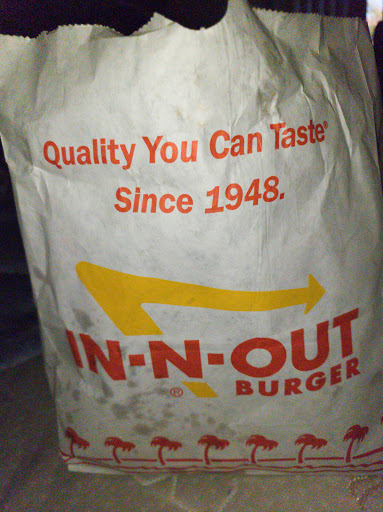 Quality You Can Taste®
Since 1948.
IN-N-OUT
® BURGER